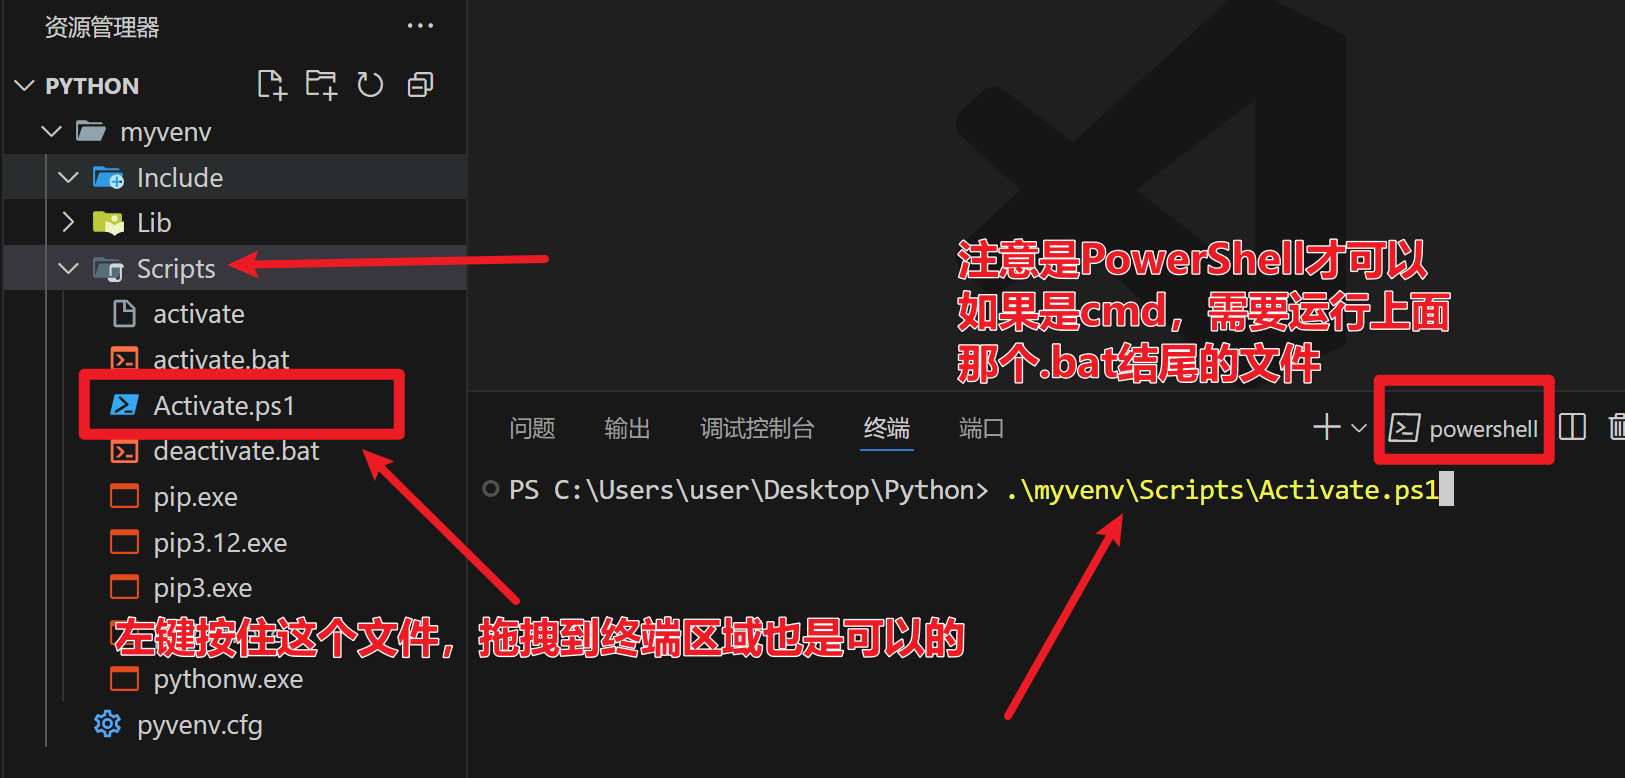 资源管理器
PYTHON
myvenv
Include
Lib
Scripts
activate
activate.bat
Activate.ps1
deactivate.bat
pip.exe
pip3.12.exe
pip3.exe
左键按住这个文件，拖拽到终端区域也是可以的
pythonw.exe
pyvenv.cfg
注意是PowerShell才可以
如果是cmd，需要运行上面
那个.bat结尾的文件
问题 输出 调试控制台 终端 端口 powershell
PS C:\Users\user\Desktop\Python> .\myvenv\Scripts\Activate.ps1